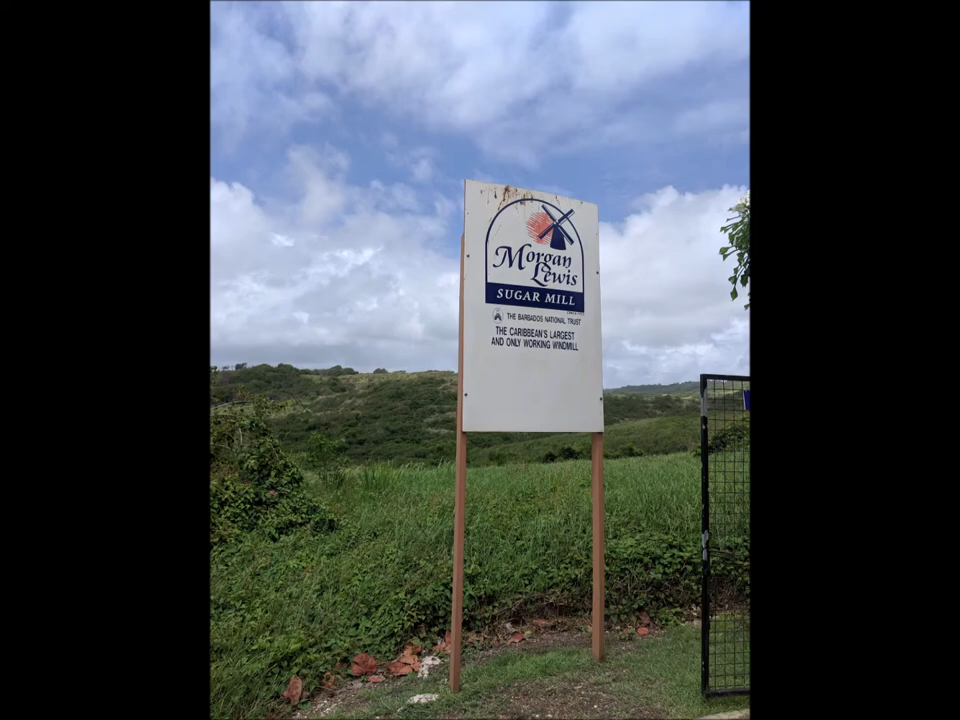 Morgan
Lewis
SUGAR MILL
THE BARBADOS NATIONAL TRUST
THE CARIBBEAN'S LARGEST
AND ONLY WORKING WINDMILL